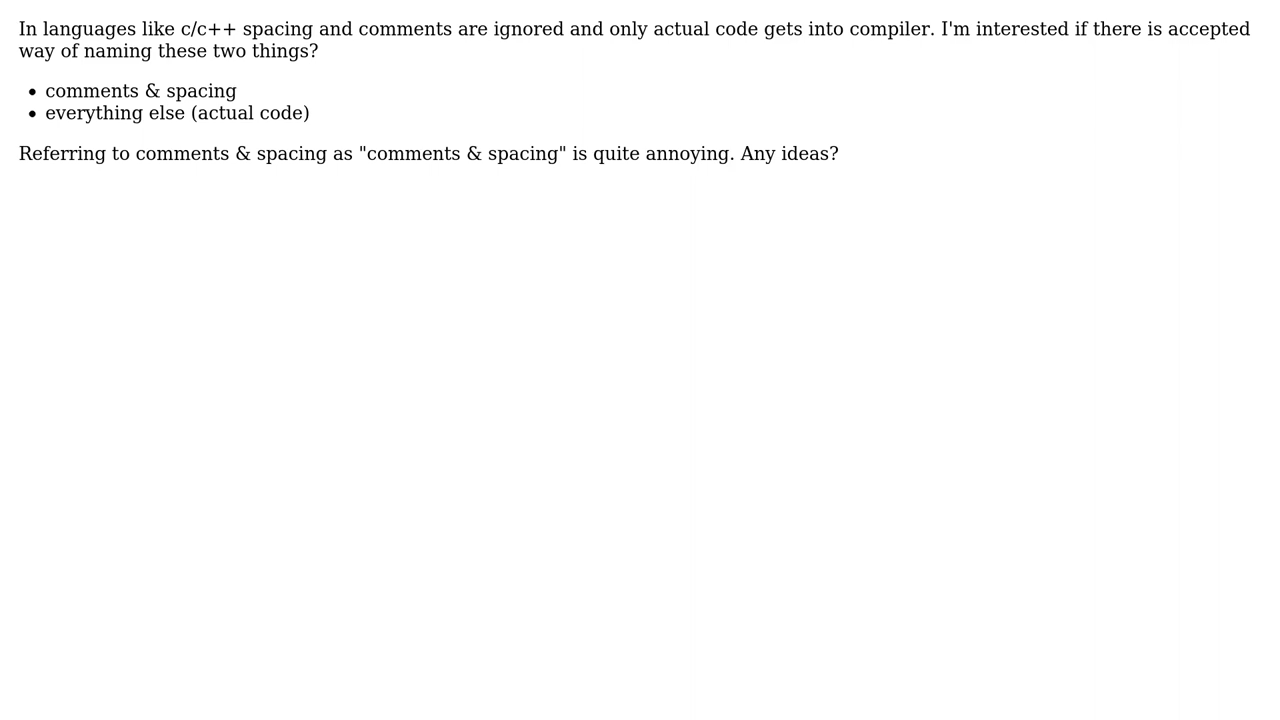 In languages like c/c++ spacing and comments are ignored and only actual code gets into compiler. I'm interested if there is accepted
way of naming these two things?
• comments & spacing
• everything else (actual code)
Referring to comments & spacing as "comments & spacing" is quite annoying. Any ideas?